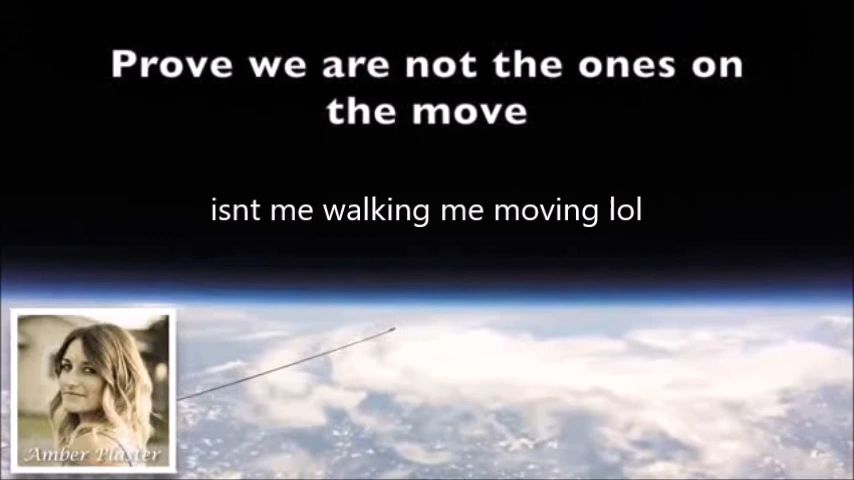 Prove we are not the ones on
the move
isnt me walking me moving lol
Amber Plaster